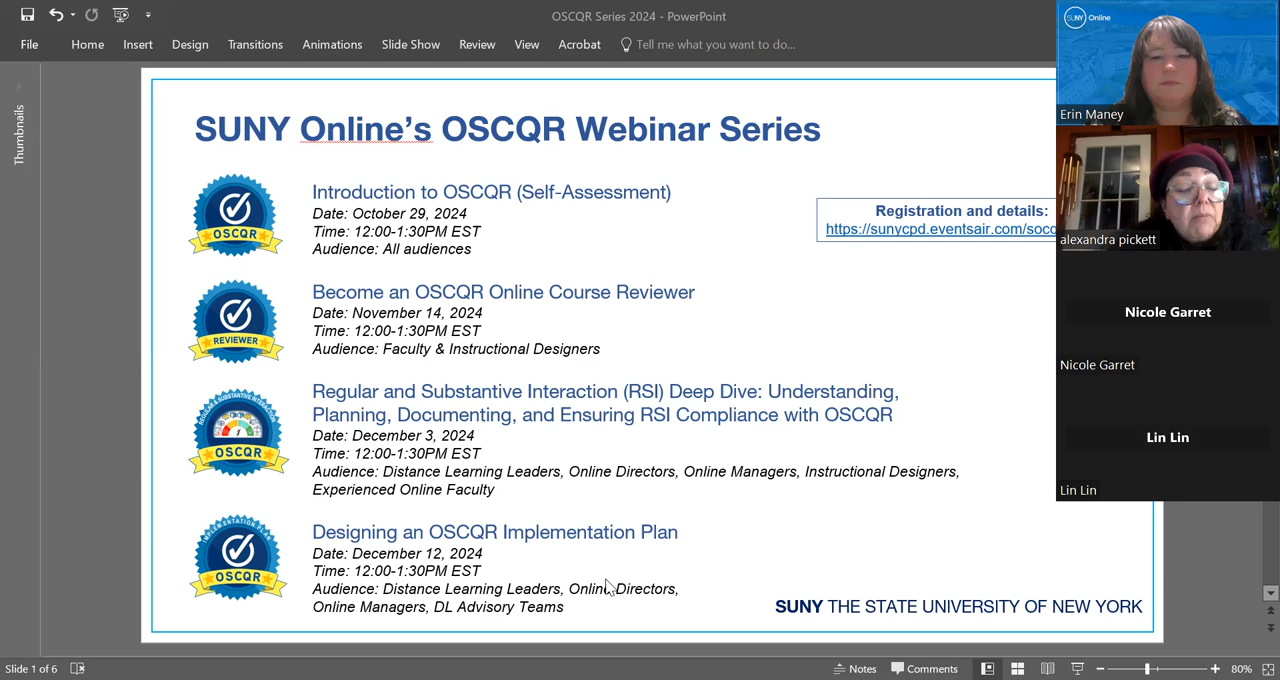 OSCQR Series 2024 - PowerPoint
File Home Insert Design Transitions Animations Slide Show Review View Acrobat Tell me what you want to do...
Thumbnails
SUNY Online's OSCQR Webinar Series
OSCQR
Introduction to OSCQR (Self-Assessment)
Date: October 29, 2024
Time: 12:00-1:30PM EST
Audience: All audiences
Registration and details:
https://sunycpd.eventsair.com/soc
REVIEWER
Become an OSCQR Online Course Reviewer
Date: November 14, 2024
Time: 12:00-1:30PM EST
Audience: Faculty & Instructional Designers
REGULAR & SUBSTANTIVE INTERACTION
OSCQR
Regular and Substantive Interaction (RSI) Deep Dive: Understanding,
Planning, Documenting, and Ensuring RSI Compliance with OSCQR
Date: December 3, 2024
Time: 12:00-1:30PM EST
Audience: Distance Learning Leaders, Online Directors, Online Managers, Instructional Designers,
Experienced Online Faculty
IMPLEMENTATION PLAN
OSCQR
Designing an OSCQR Implementation Plan
Date: December 12, 2024
Time: 12:00-1:30PM EST
Audience: Distance Learning Leaders, Online Directors,
Online Managers, DL Advisory Teams
SUNY THE STATE UNIVERSITY OF NEW YORK
SUNY Online
Erin Maney
alexandra pickett
Nicole Garret
Nicole Garret
Lin Lin
Lin Lin
Slide 1 of 6
Notes Comments 80%